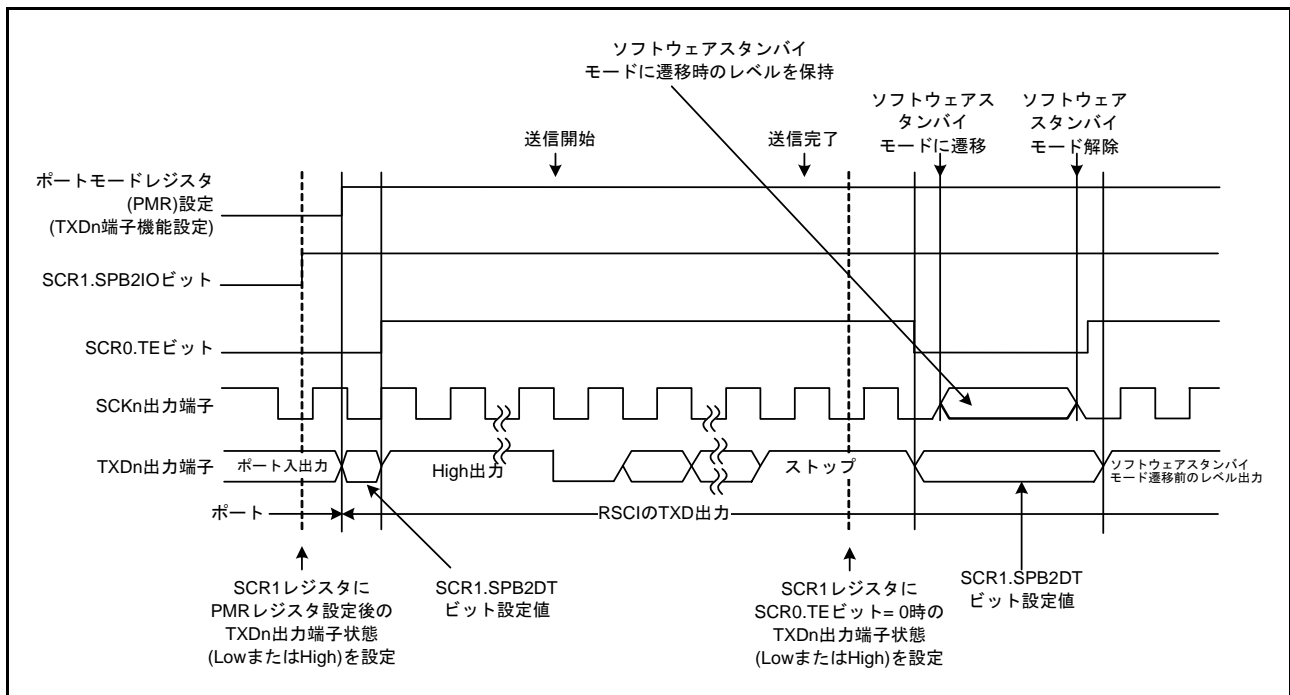 ソフトウェアスタンバイ
モードに遷移時のレベルを保持
ソフトウェアス
タンバイ
モードに遷移
ソフトウェア
スタンバイ
モード解除
送信開始
送信完了
ポートモードレジスタ
(PMR)設定
(TXDn端子機能設定)
SCR1.SPB2IOビット
SCR0.TEビット
SCKn出力端子
TXDn出力端子
ポート入出力
High出力
ストップ
ソフトウェアスタンバイ
モード遷移前のレベル出力
ポート
RSCIのTXD出力
SCR1レジスタに
PMRレジスタ設定後の
TXDn出力端子状態
(LowまたはHigh)を設定
SCR1.SPB2DT
ビット設定値
SCR1レジスタに
SCR0.TEビット= 0時の
TXDn出力端子状態
(LowまたはHigh)を設定
SCR1.SPB2DT
ビット設定値